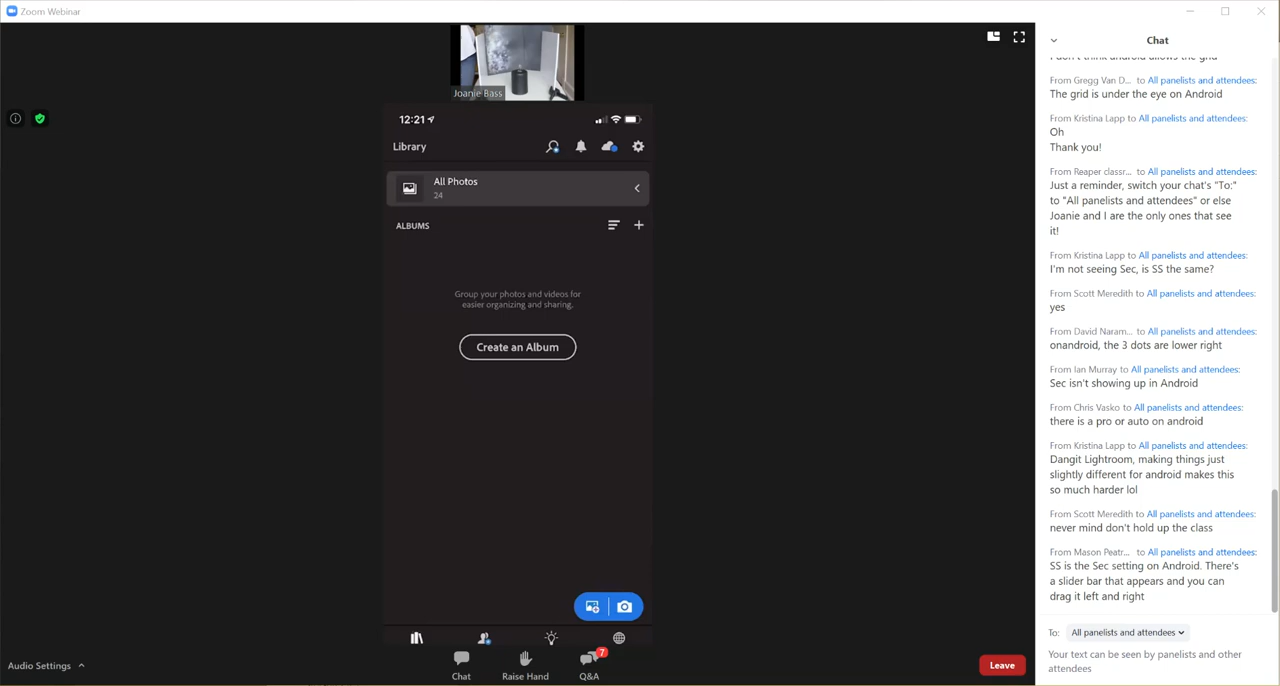 Zoom Webinar
Joanie Bass
12:21
Library
All Photos
24
ALBUMS
Group your photos and videos for
easier organizing and sharing.
Create an Album
Audio Settings
Chat
Raise Hand
7
Q&A
Leave
Chat
I don't think android allows the grid
From Gregg Van D... to All panelists and attendees:
The grid is under the eye on Android
From Kristina Lapp to All panelists and attendees:
Oh
Thank you!
From Reaper classr... to All panelists and attendees:
Just a reminder, switch your chat's "To:"
to "All panelists and attendees" or else
Joanie and I are the only ones that see
it!
From Kristina Lapp to All panelists and attendees:
I'm not seeing Sec, is SS the same?
From Scott Meredith to All panelists and attendees:
yes
From David Naram... to All panelists and attendees:
onandroid, the 3 dots are lower right
From Ian Murray to All panelists and attendees:
Sec isn't showing up in Android
From Chris Vasko to All panelists and attendees:
there is a pro or auto on android
From Kristina Lapp to All panelists and attendees:
Dangit Lightroom, making things just
slightly different for android makes this
so much harder lol
From Scott Meredith to All panelists and attendees:
never mind don't hold up the class
From Mason Peatr... to All panelists and attendees:
SS is the Sec setting on Android. There's
a slider bar that appears and you can
drag it left and right
To: All panelists and attendees
Your text can be seen by panelists and other
attendees